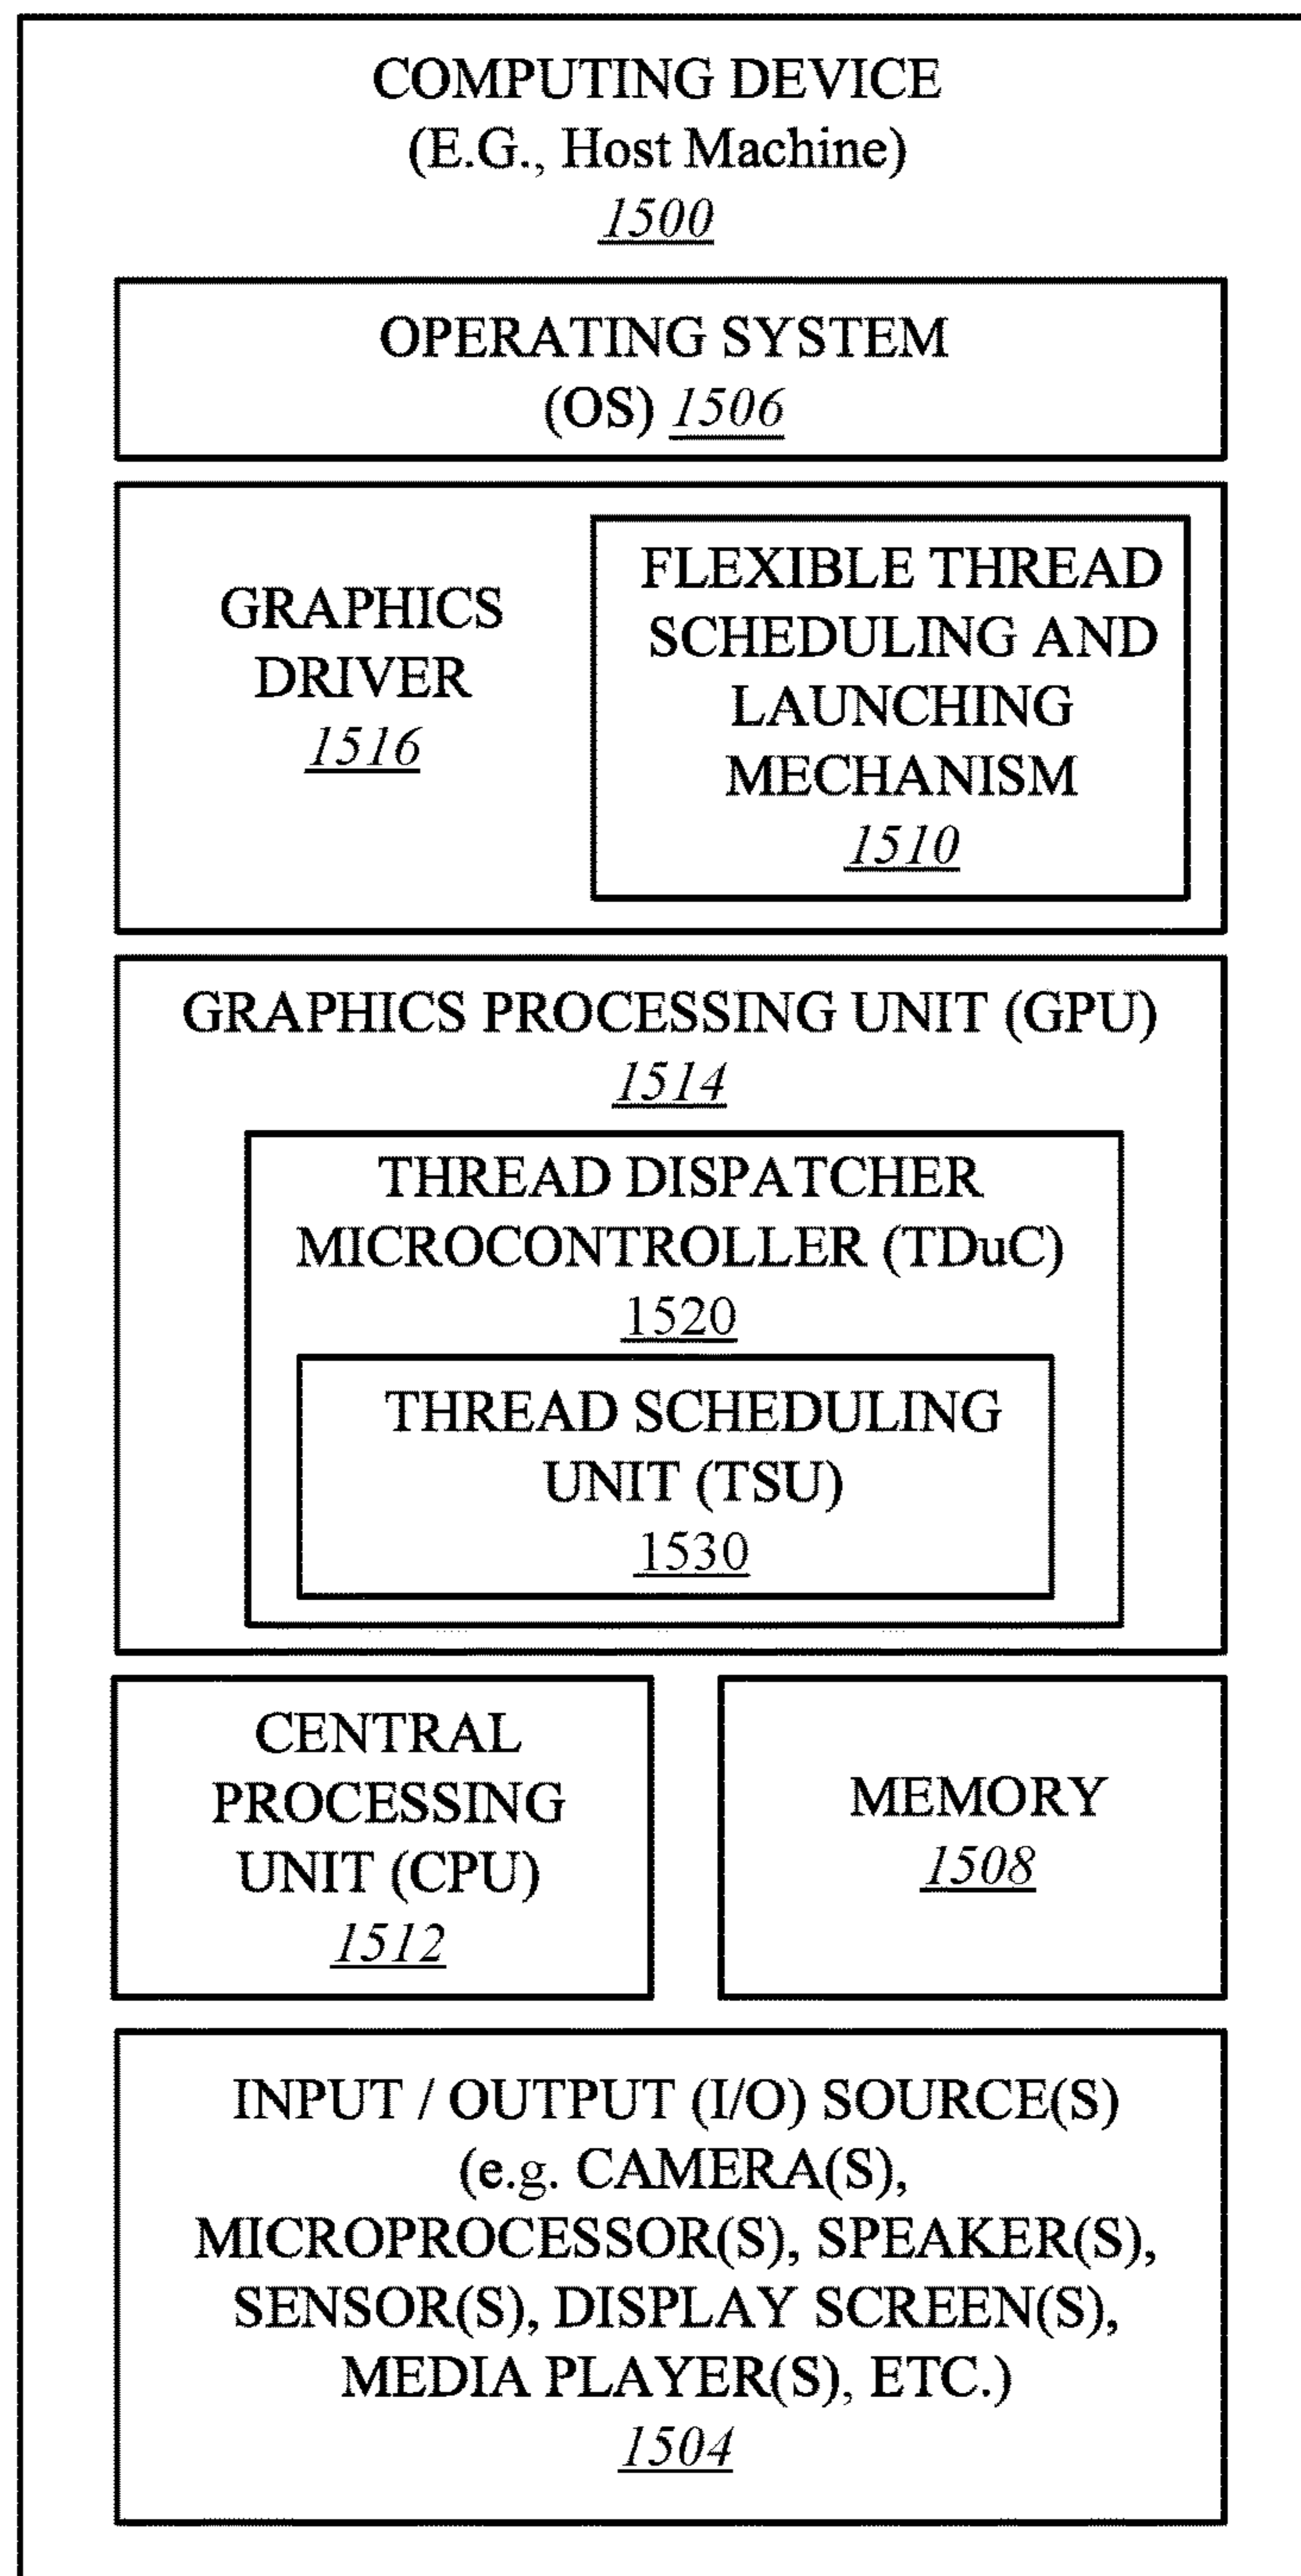 COMPUTING DEVICE
(E.G., Host Machine)
1500
OPERATING SYSTEM
(OS) 1506
GRAPHICS
DRIVER
1516
FLEXIBLE THREAD
SCHEDULING AND
LAUNCHING
MECHANISM
1510
GRAPHICS PROCESSING UNIT (GPU)
1514
THREAD DISPATCHER
MICROCONTROLLER (TDuC)
1520
THREAD SCHEDULING
UNIT (TSU)
1530
CENTRAL
PROCESSING
UNIT (CPU)
1512
MEMORY
1508
INPUT / OUTPUT (I/O) SOURCE(S)
(e.g. CAMERA(S),
MICROPROCESSOR(S), SPEAKER(S),
SENSOR(S), DISPLAY SCREEN(S),
MEDIA PLAYER(S), ETC.)
1504